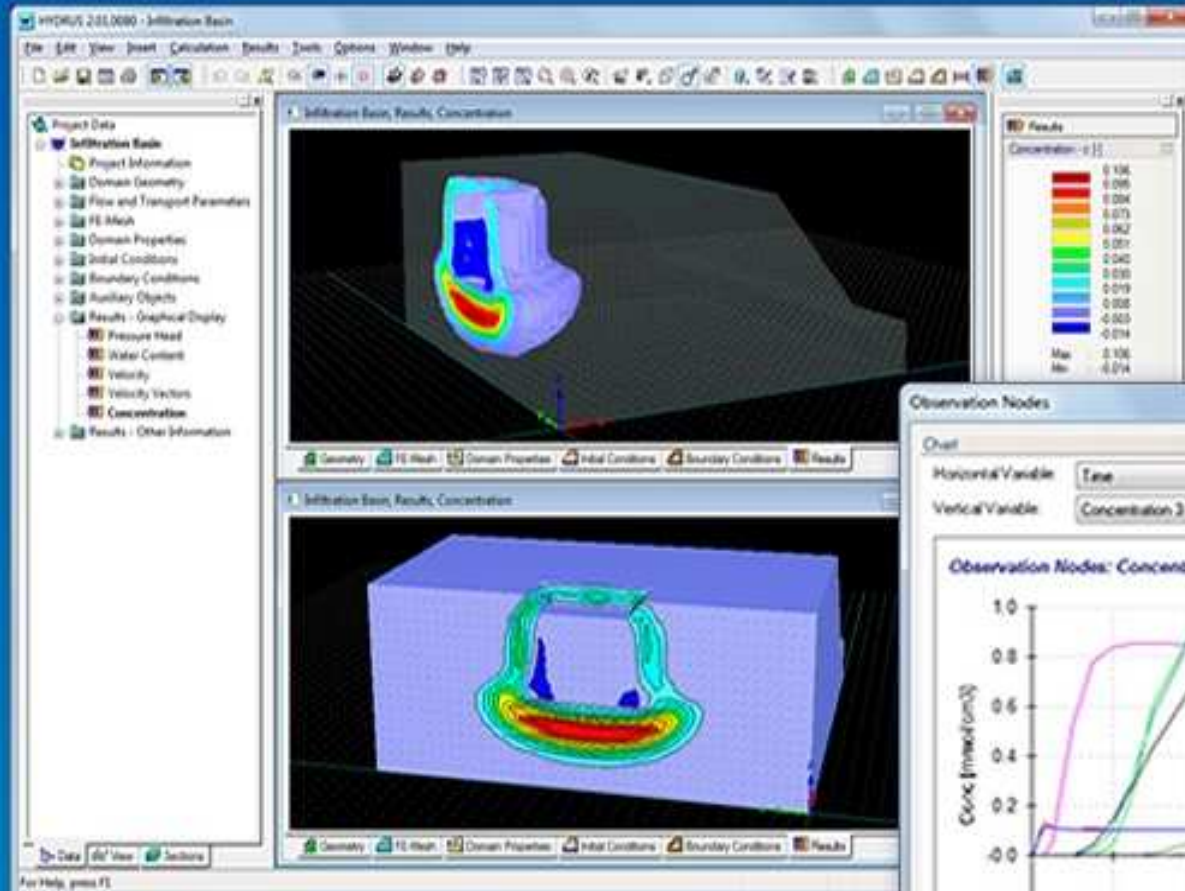 HYDRUS 2.01.0080 - Infiltration Basin
File Edit View Insert Calculation Results Tools Options Window Help
Project Data
Infiltration Basin
Project Information
Domain Geometry
Flow and Transport Parameters
FE-Mesh
Domain Properties
Initial Conditions
Boundary Conditions
Auxiliary Objects
Results - Graphical Display
Pressure Head
Water Content
Velocity
Velocity Vectors
Concentration
Results - Other Information
Data View Sections
For Help, press F1
Infiltration Basin, Results, Concentration
Geometry FE-Mesh Domain Properties Initial Conditions Boundary Conditions Results
Infiltration Basin, Results, Concentration
Geometry FE-Mesh Domain Properties Initial Conditions Boundary Conditions Results
Results
Concentration - c [-]
0.106
0.095
0.084
0.073
0.062
0.051
0.040
0.030
0.019
0.008
-0.003
-0.014
Max 0.106
Min -0.014
Observation Nodes
Chart
Horizontal Variable: Time
Vertical Variable: Concentration 3
Observation Nodes: Concent
Conc [mmol/cm3]
1.0
0.8
0.6
0.4
0.2
-0.0